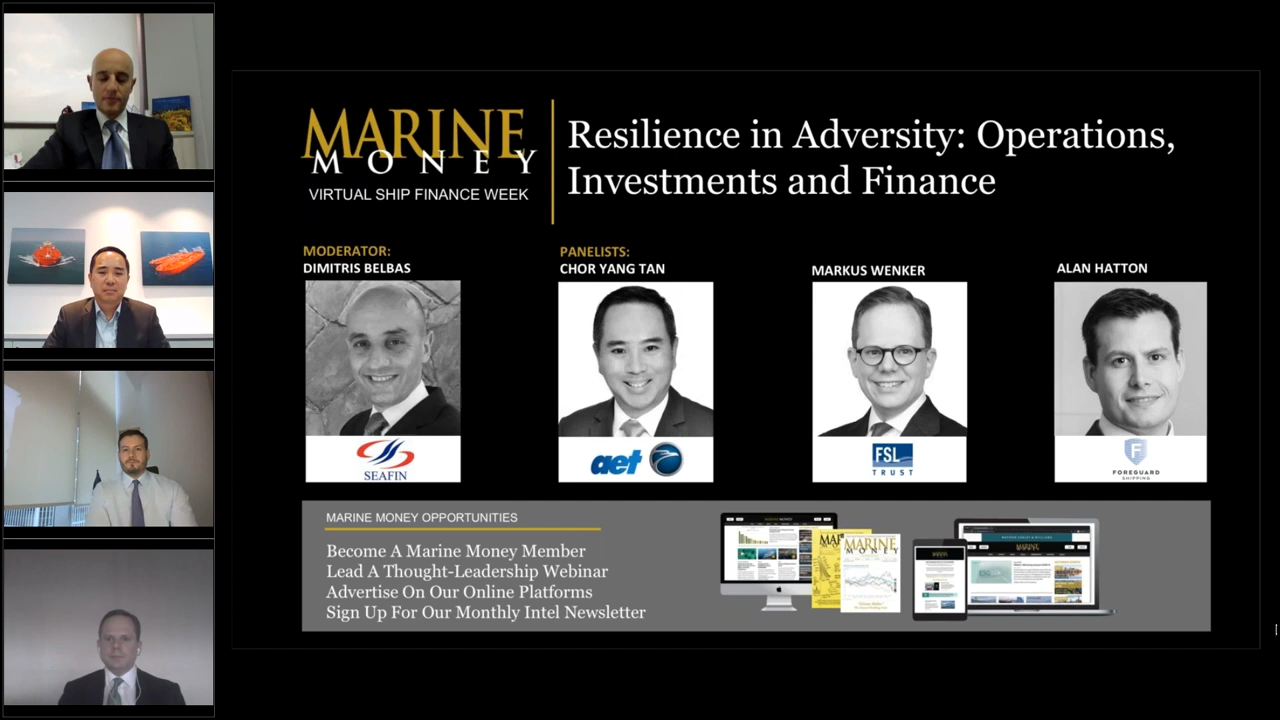 MARINE
MONEY
VIRTUAL SHIP FINANCE WEEK
Resilience in Adversity: Operations,
Investments and Finance
MODERATOR:
DIMITRIS BELBAS
PANELISTS:
CHOR YANG TAN
MARKUS WENKER
ALAN HATTON
SEAFIN
aet
FSL
TRUST
FOREGUARD
SHIPPING
MARINE MONEY OPPORTUNITIES
Become A Marine Money Member
Lead A Thought-Leadership Webinar
Advertise On Our Online Platforms
Sign Up For Our Monthly Intel Newsletter
MARINE
MONEY